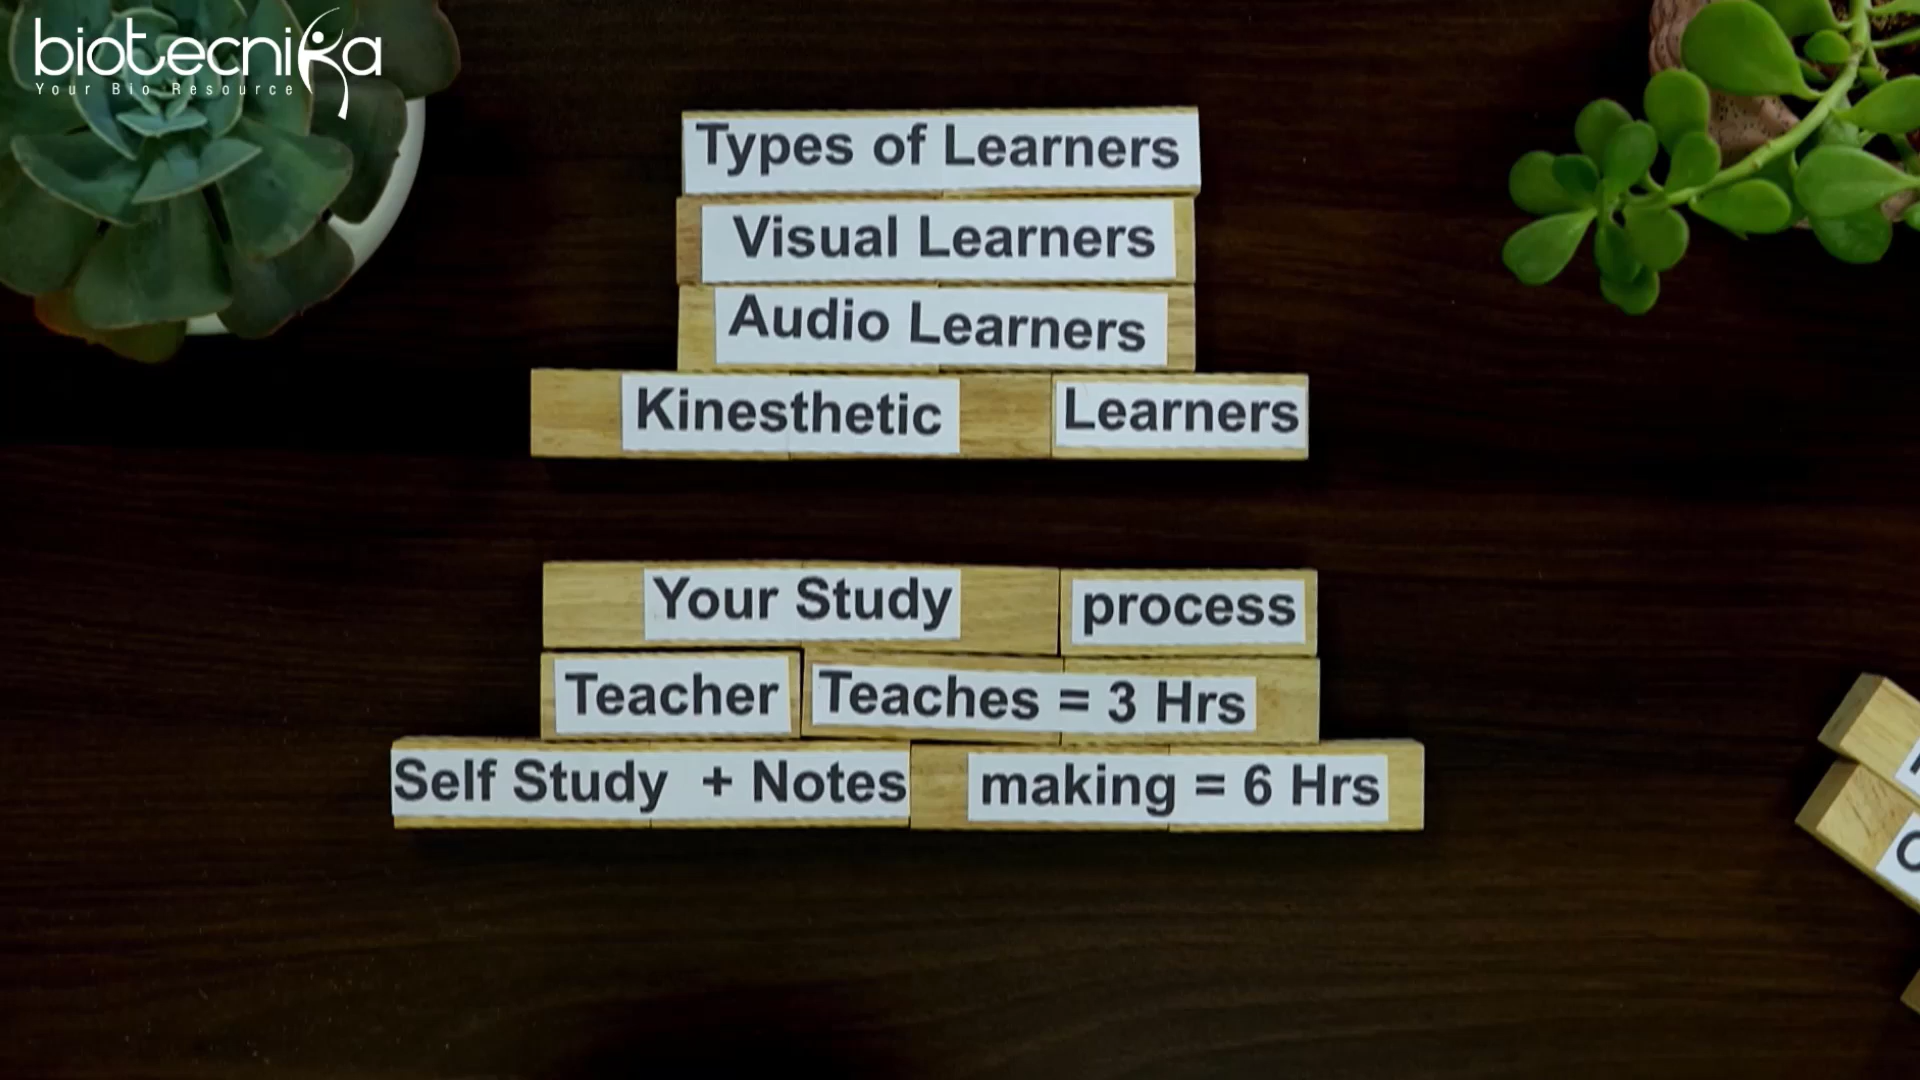 biotecnika
Your Bio Resource
Types of Learners
Visual Learners
Audio Learners
Kinesthetic Learners
Your Study process
Teacher Teaches = 3 Hrs
Self Study + Notes making = 6 Hrs